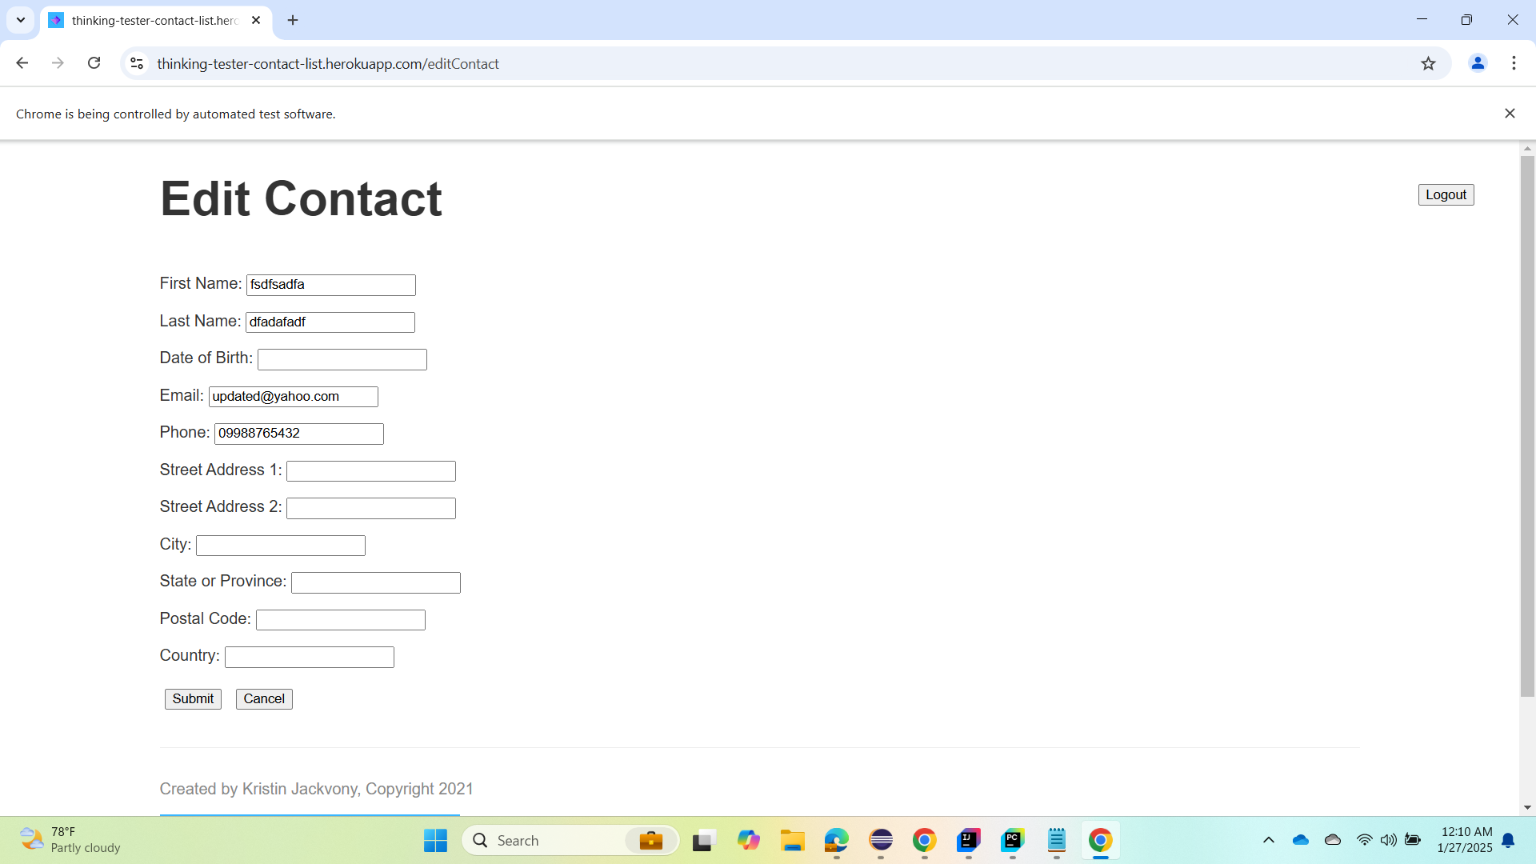 thinking-tester-contact-list.herc
thinking-tester-contact-list.herokuapp.com/editContact
Chrome is being controlled by automated test software.
Edit Contact
Logout
First Name: fsdfsadfa
Last Name: dfadafadf
Date of Birth:
Email: updated@yahoo.com
Phone: 09988765432
Street Address 1:
Street Address 2:
City:
State or Province:
Postal Code:
Country:
Submit Cancel
Created by Kristin Jackvony, Copyright 2021
78°F
Partly cloudy
Search
IJ
PC
12:10 AM
1/27/2025